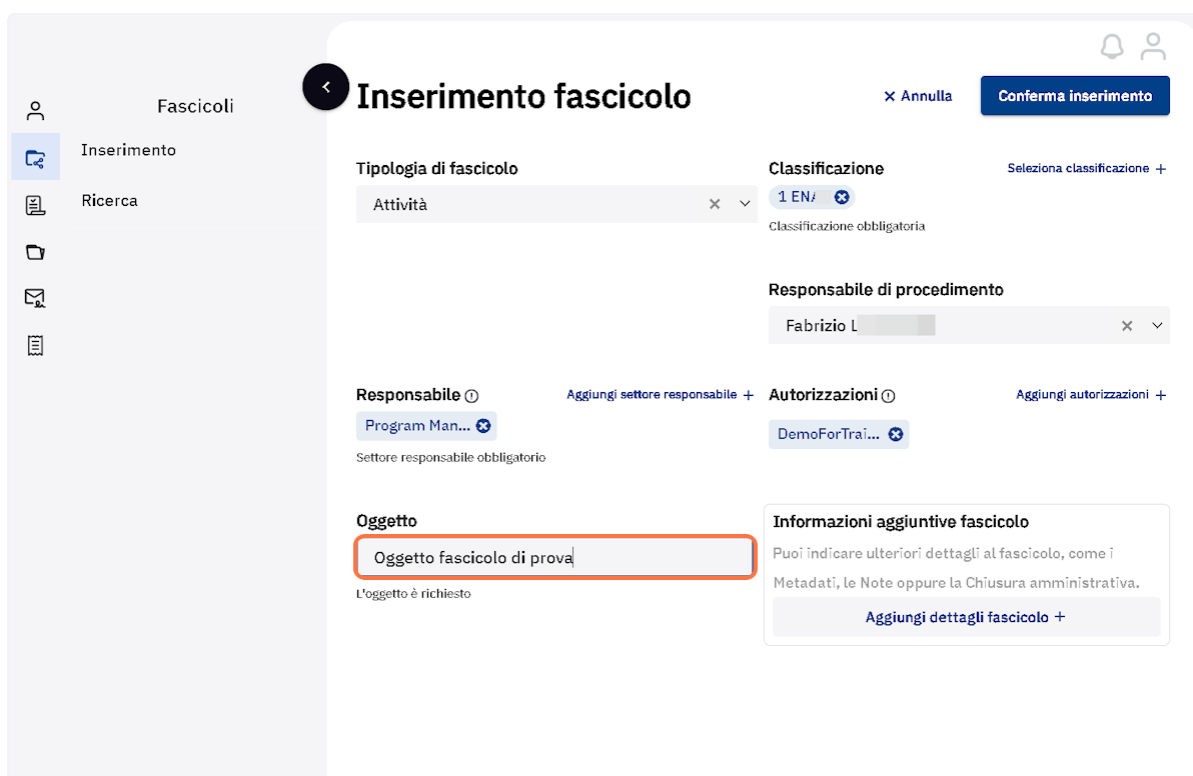 Fascicoli
Inserimento
Ricerca
Inserimento fascicolo
Annulla
Conferma inserimento
Tipologia di fascicolo
Attività
Classificazione
Seleziona classificazione +
1 EN
Classificazione obbligatoria
Responsabile di procedimento
Fabrizio L
Responsabile
Aggiungi settore responsabile +
Program Man...
Settore responsabile obbligatorio
Autorizzazioni
Aggiungi autorizzazioni +
DemoForTrai...
Oggetto
Oggetto fascicolo di prova
L'oggetto è richiesto
Informazioni aggiuntive fascicolo
Puoi indicare ulteriori dettagli al fascicolo, come i
Metadati, le Note oppure la Chiusura amministrativa.
Aggiungi dettagli fascicolo +